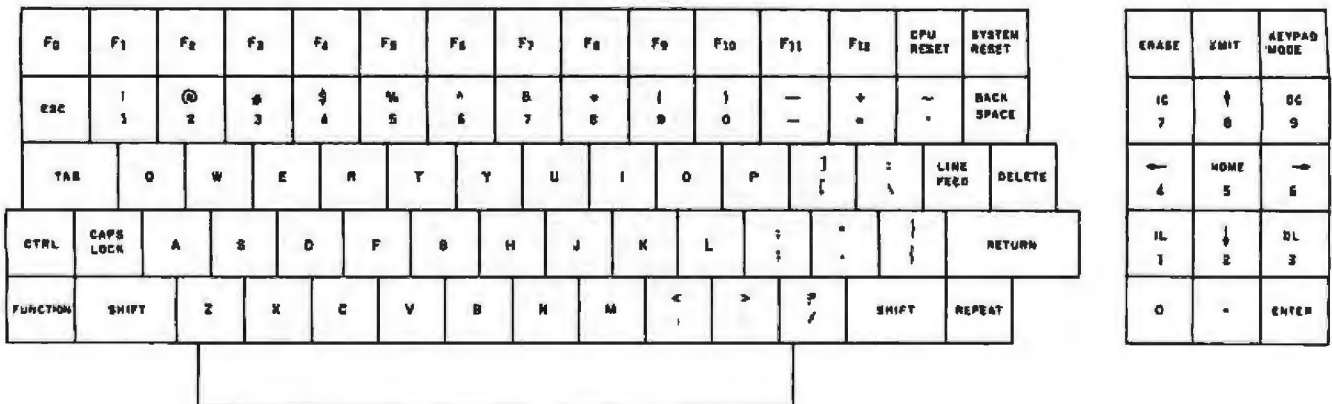 F0 F1 F2 F3 F4 F5 F6 F7 F8 F9 F10 F11 F12 CPU RESET SYSTEM RESET
ERASE XMIT KEYPAD MODE
ESC ! 1 @ 2 # 3 $ 4 % 5 ^ 6 & 7 * 8 ( 9 ) 0 — - + = ~ BACK SPACE
IC 7 ↑ 8 DC 9
TAB Q W E R T Y U I O P ] [ \ LINE FEED DELETE
← 4 HOME 5 → 6
CTRL CAPS LOCK A S D F G H J K L RETURN
IL 1 ↓ 2 DL 3
FUNCTION SHIFT Z X C V B N M < , > ? / SHIFT REPEAT
0 . ENTER